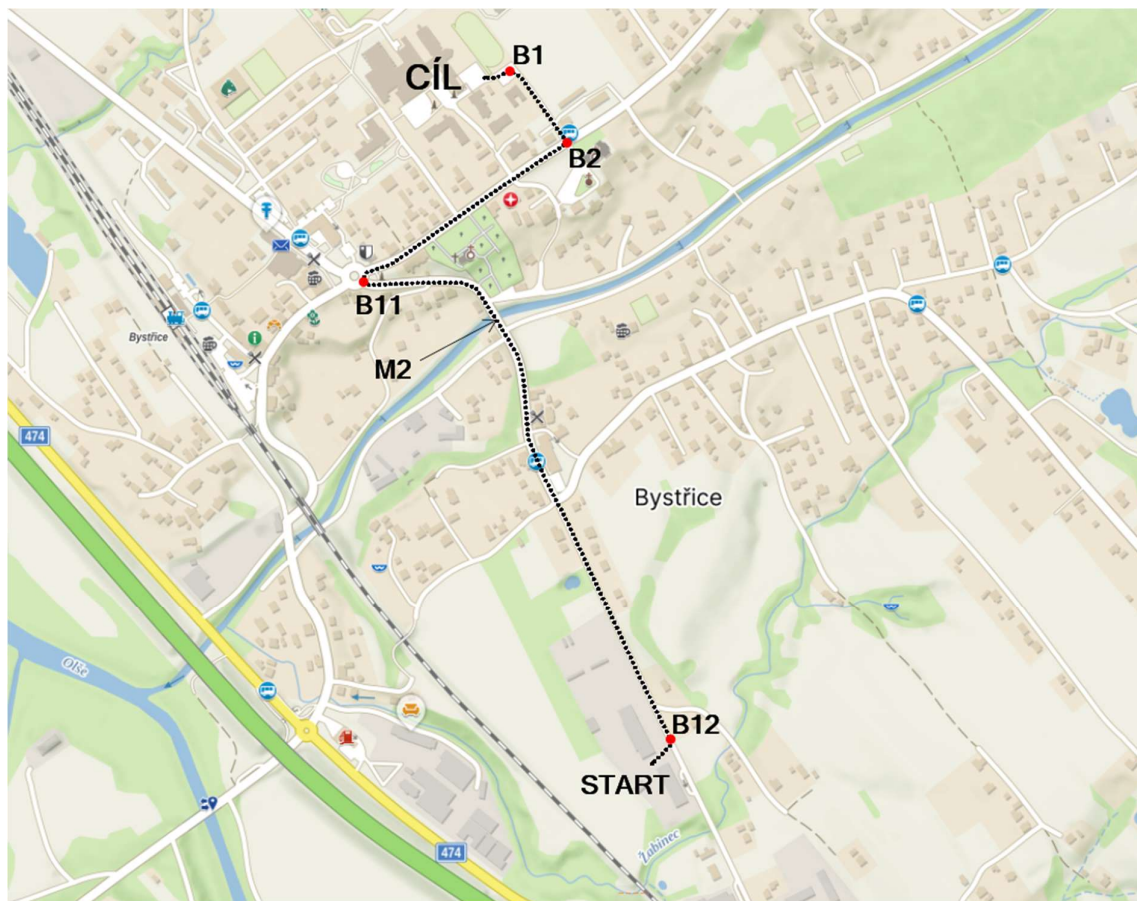 B1
CÍL
B2
B11
Bystřice
M2
474
Bystřice
Olše
B12
START
Žabinec
474